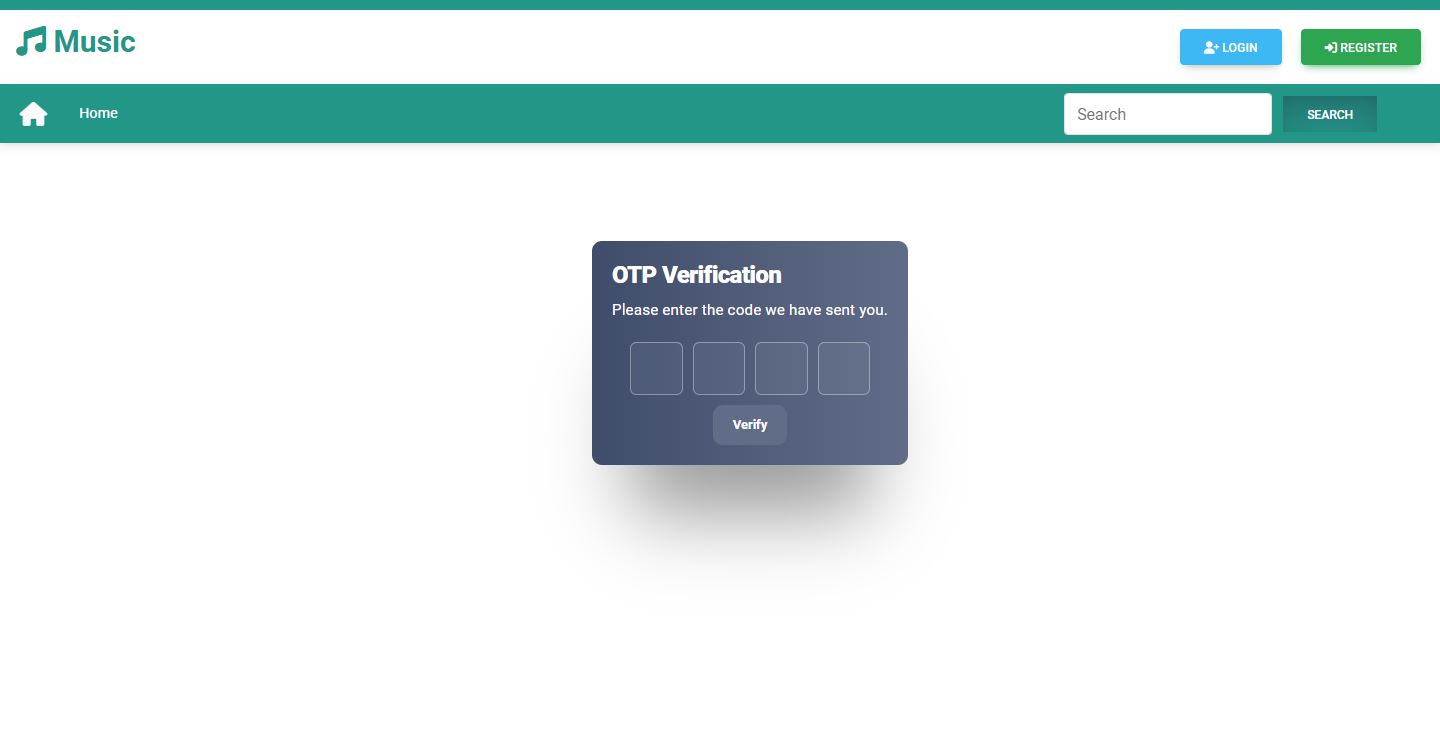 Music
LOGIN
REGISTER
Home
Search
SEARCH
OTP Verification
Please enter the code we have sent you.
Verify